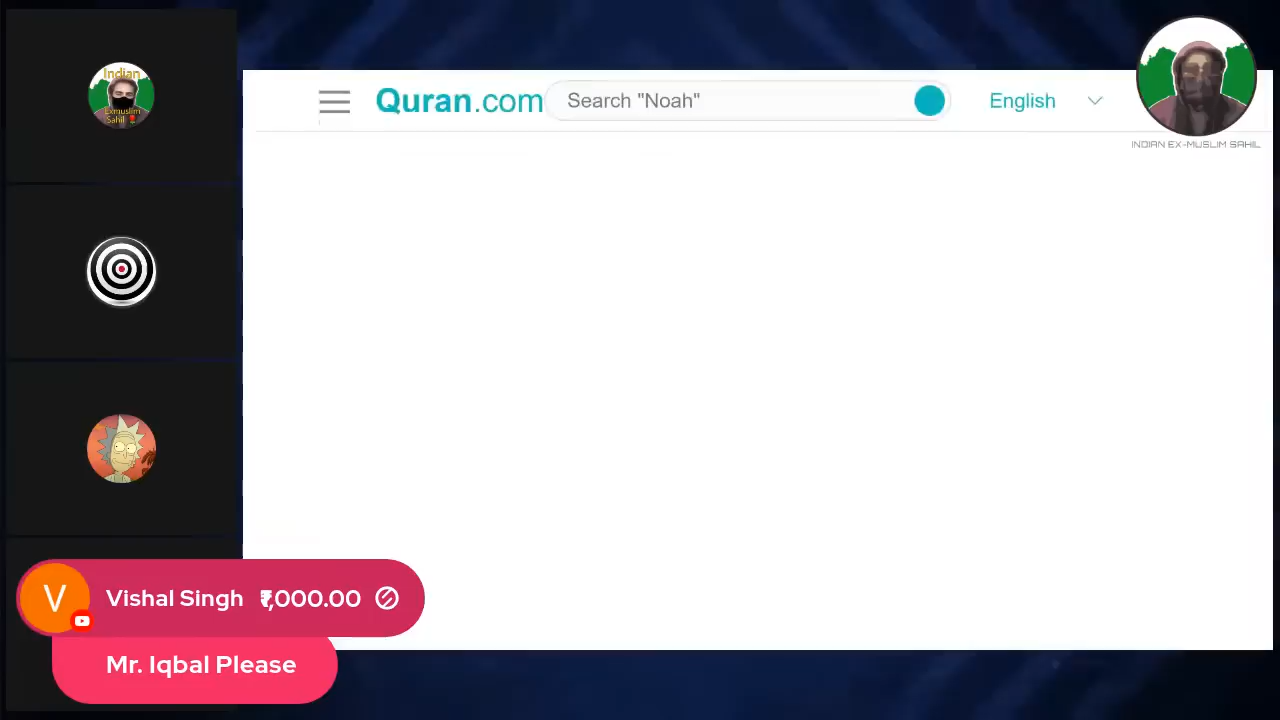 Indian
Exmuslim
Sahil
Quran.com
Search "Noah"
English
INDIAN EX-MUSLIM SAHIL
V
Vishal Singh ₹,000.00
Mr. Iqbal Please